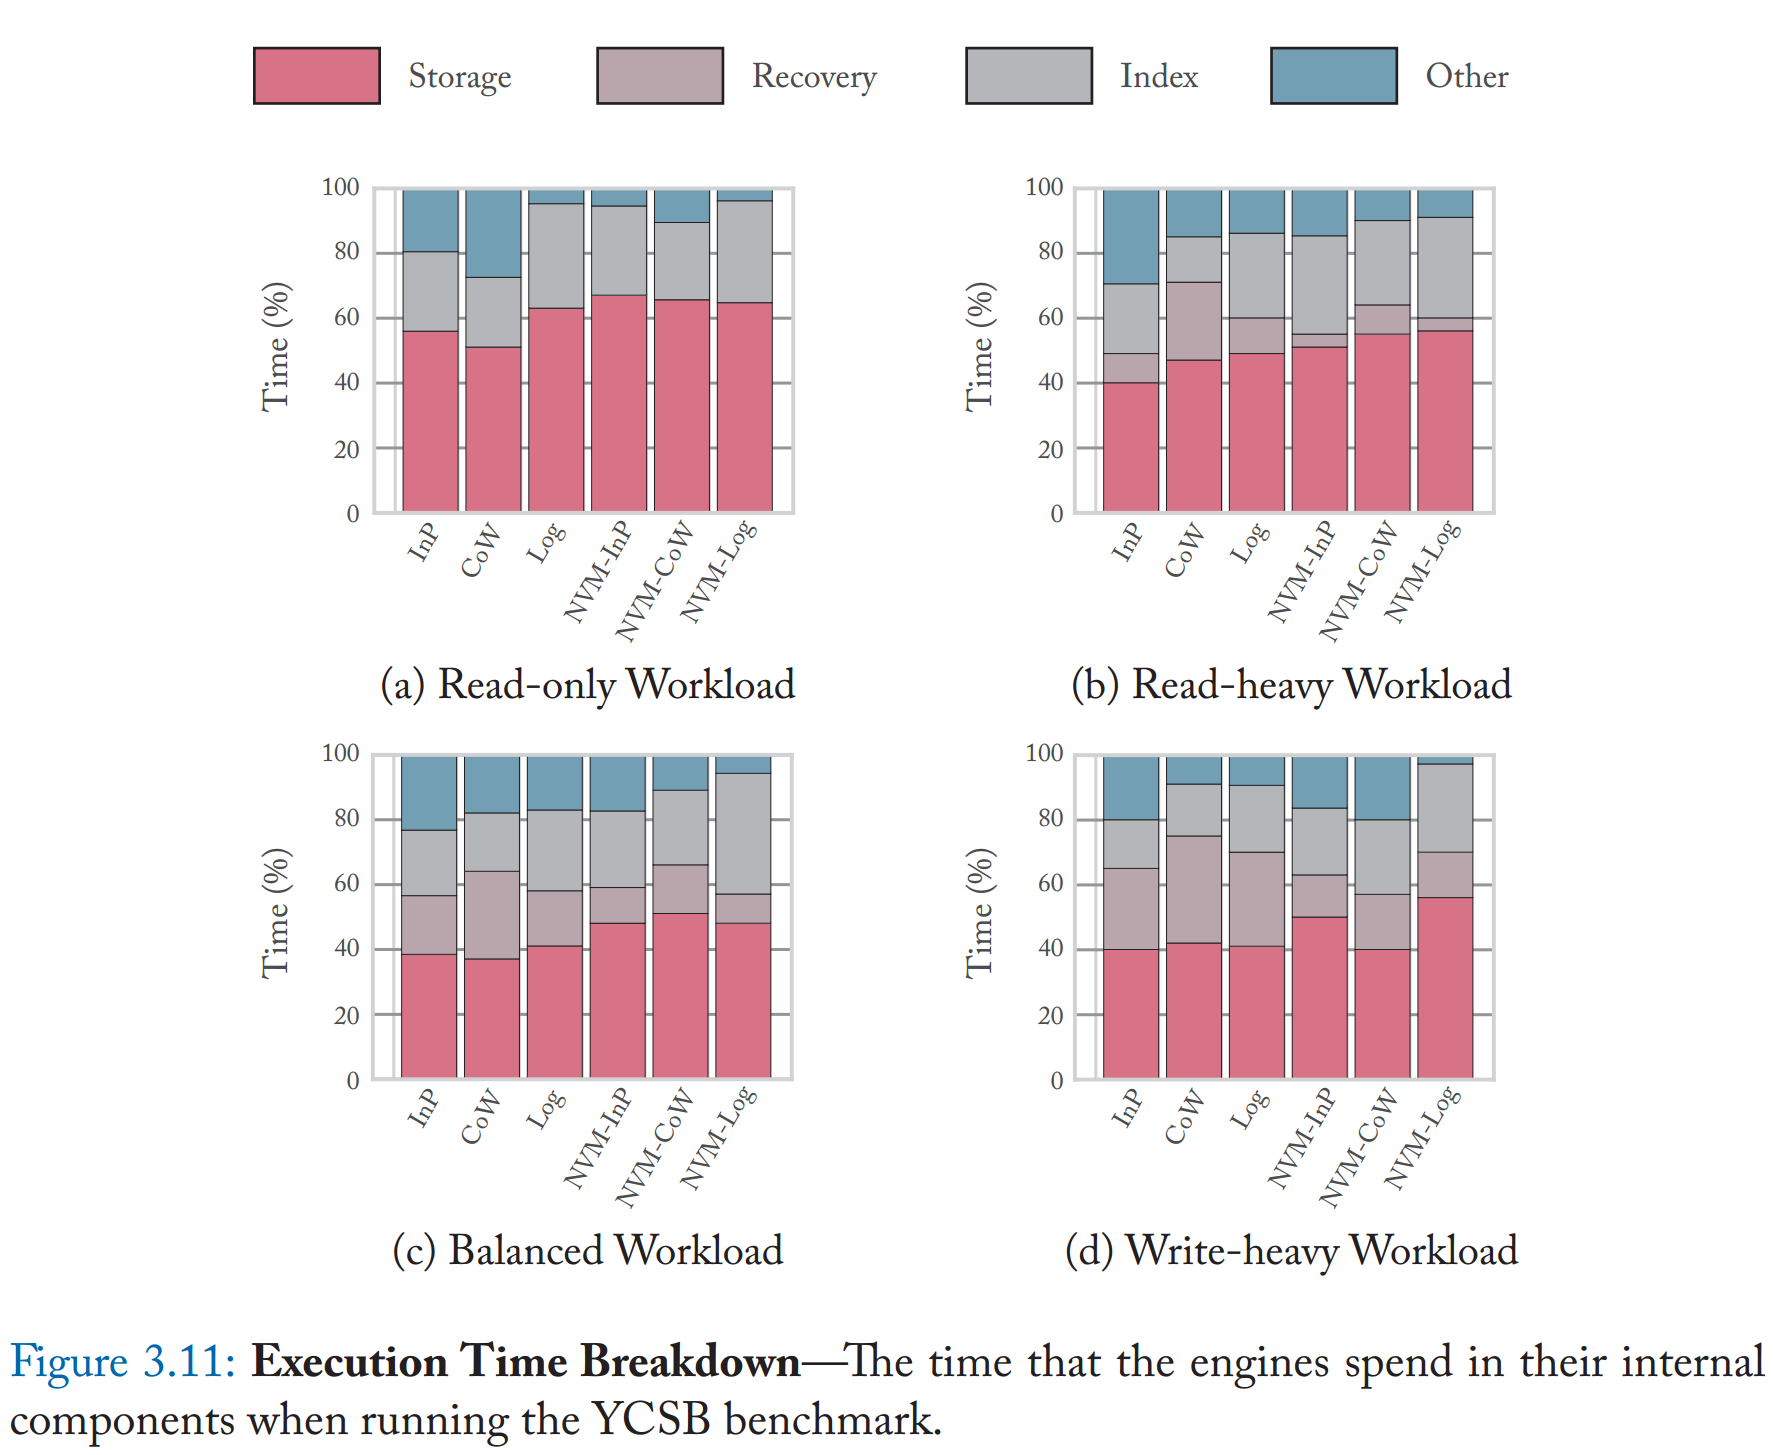 Storage Recovery Index Other
100
80
60
40
20
0
Time (%)
InP CoW Log NVM-InP NVM-CoW NVM-Log
(a) Read-only Workload
100
80
60
40
20
0
Time (%)
InP CoW Log NVM-InP NVM-CoW NVM-Log
(b) Read-heavy Workload
100
80
60
40
20
0
Time (%)
InP CoW Log NVM-InP NVM-CoW NVM-Log
(c) Balanced Workload
100
80
60
40
20
0
Time (%)
InP CoW Log NVM-InP NVM-CoW NVM-Log
(d) Write-heavy Workload
Figure 3.11: Execution Time Breakdown—The time that the engines spend in their internal
components when running the YCSB benchmark.